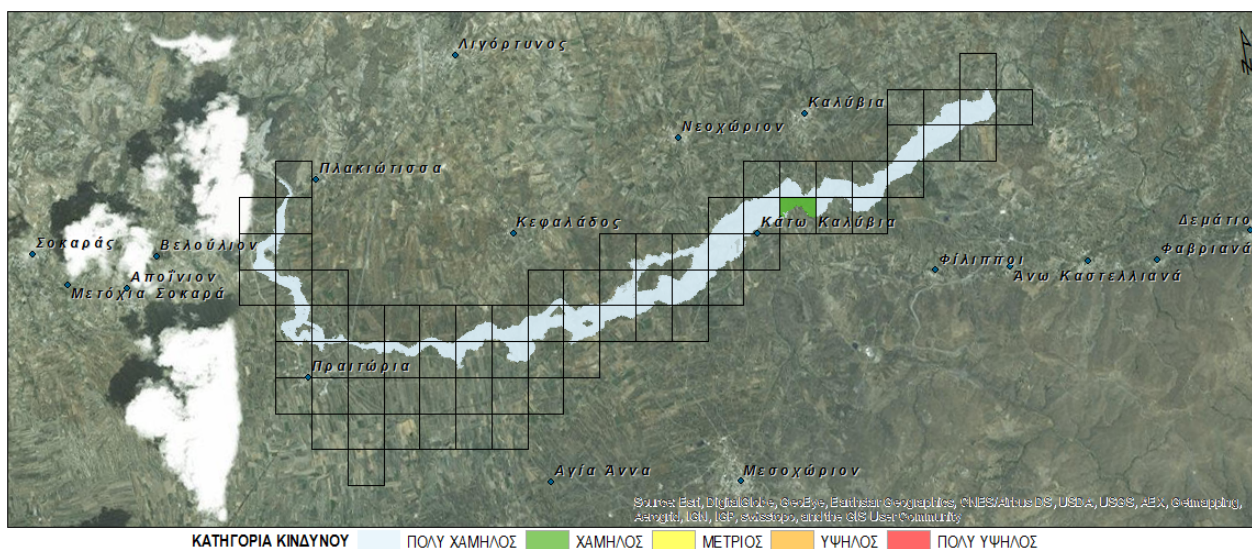 Λιγόρτυνος
Καλύβια
Νεοχώριον
Πλακιώτισσα
Κεφαλάδος
Κάτω Καλύβια
Δεμάτιο
Σοκαράς
Βελούλιον
Φαβριανά
Φίλιπποι
Άνω Καστελλιανά
Αποΐνιον
Μετόχια Σοκαρά
Πραιτώρια
Αγία Άννα
Μεσοχώριον
Source: Esri, DigitalGlobe, GeoEye, Earthstar Geographics, CNES/Airbus DS, USDA, USGS, AEX, Getmapping,
Aerogrid, IGN, IGP, swisstopo, and the GIS User Community
ΚΑΤΗΓΟΡΙΑ ΚΙΝΔΥΝΟΥ ΠΟΛΥ ΧΑΜΗΛΟΣ ΧΑΜΗΛΟΣ ΜΕΤΡΙΟΣ ΥΨΗΛΟΣ ΠΟΛΥ ΥΨΗΛΟΣ